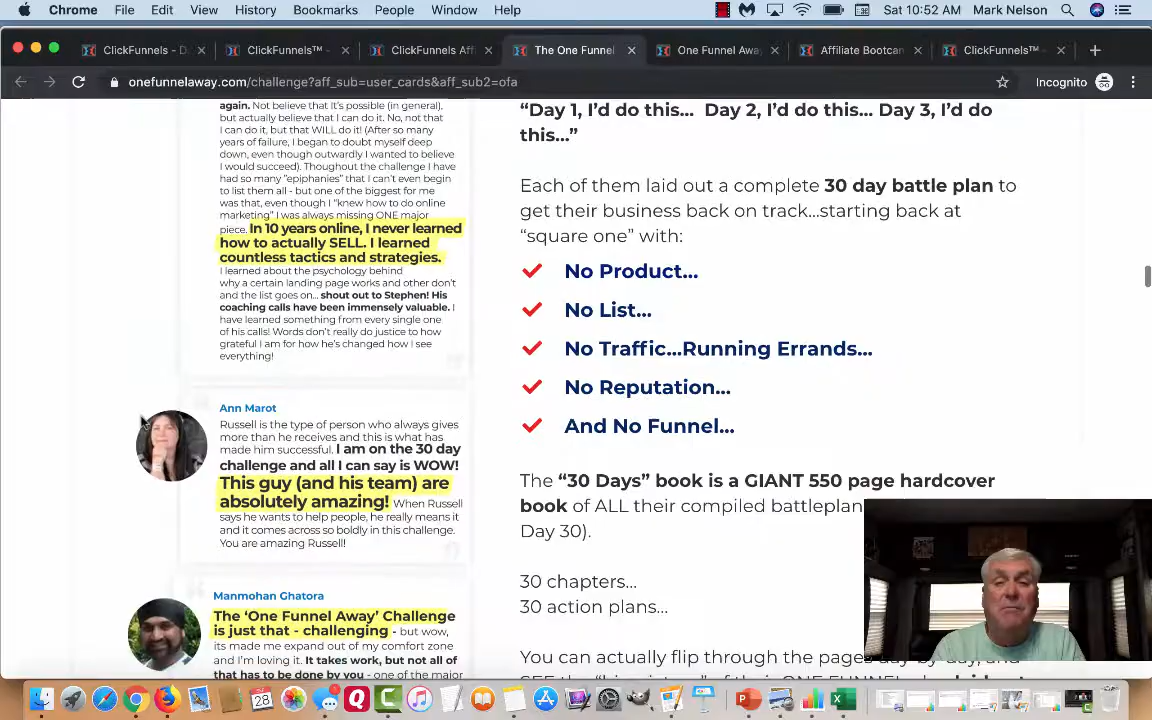 Chrome File Edit View History Bookmarks People Window Help
Sat 10:52 AM Mark Nelson
ClickFunnels - D
ClickFunnels™ -
ClickFunnels Aff
The One Funnel
One Funnel Awa
Affiliate Bootcam
ClickFunnels™
onefunnelaway.com/challenge?aff_sub=user_cards&aff_sub2=ofa
Incognito
again. Not believe that it's possible (in general),
but actually believe that I can do it. No, not that
I can do it, but that WILL do it! (After so many
years of failure, I began to doubt myself deep
down, even though outwardly I wanted to believe
I would succeed). Thoughout the challenge I have
had so many "epiphanies" that I can't even begin
to list them all - but one of the biggest for me
was that, even though I "knew how to do online
marketing" I was always missing ONE major
piece. In 10 years online, I never learned
how to actually SELL. I learned
countless tactics and strategies.
I learned about the psychology behind
why a certain landing page works and other don't
and the list goes on... shout out to Stephen! His
coaching calls have been immensely valuable. I
have learned something from every single one
of his calls! Words don't really do justice to how
grateful I am for how he's changed how I see
everything!
Ann Marot
Russell is the type of person who always gives
more than he receives and this is what has
made him successful. I am on the 30 day
challenge and all I can say is WOW!
This guy (and his team) are
absolutely amazing! When Russell
says he wants to help people, he really means it
and it comes across so boldly in this challenge.
You are amazing Russell!
Manmohan Ghatora
The 'One Funnel Away' Challenge
is just that - challenging - but wow,
its made me expand out of my comfort zone
and I'm loving it. It takes work, but not all of
that has to be done by you - one of the major
“Day 1, I’d do this… Day 2, I’d do this… Day 3, I’d do
this…”
Each of them laid out a complete 30 day battle plan to
get their business back on track…starting back at
“square one” with:
No Product…
No List…
No Traffic…Running Errands…
No Reputation…
And No Funnel…
The “30 Days” book is a GIANT 550 page hardcover
book of ALL their compiled battleplan
Day 30).
30 chapters…
30 action plans…
You can actually flip through the pages day-by-day, and
28